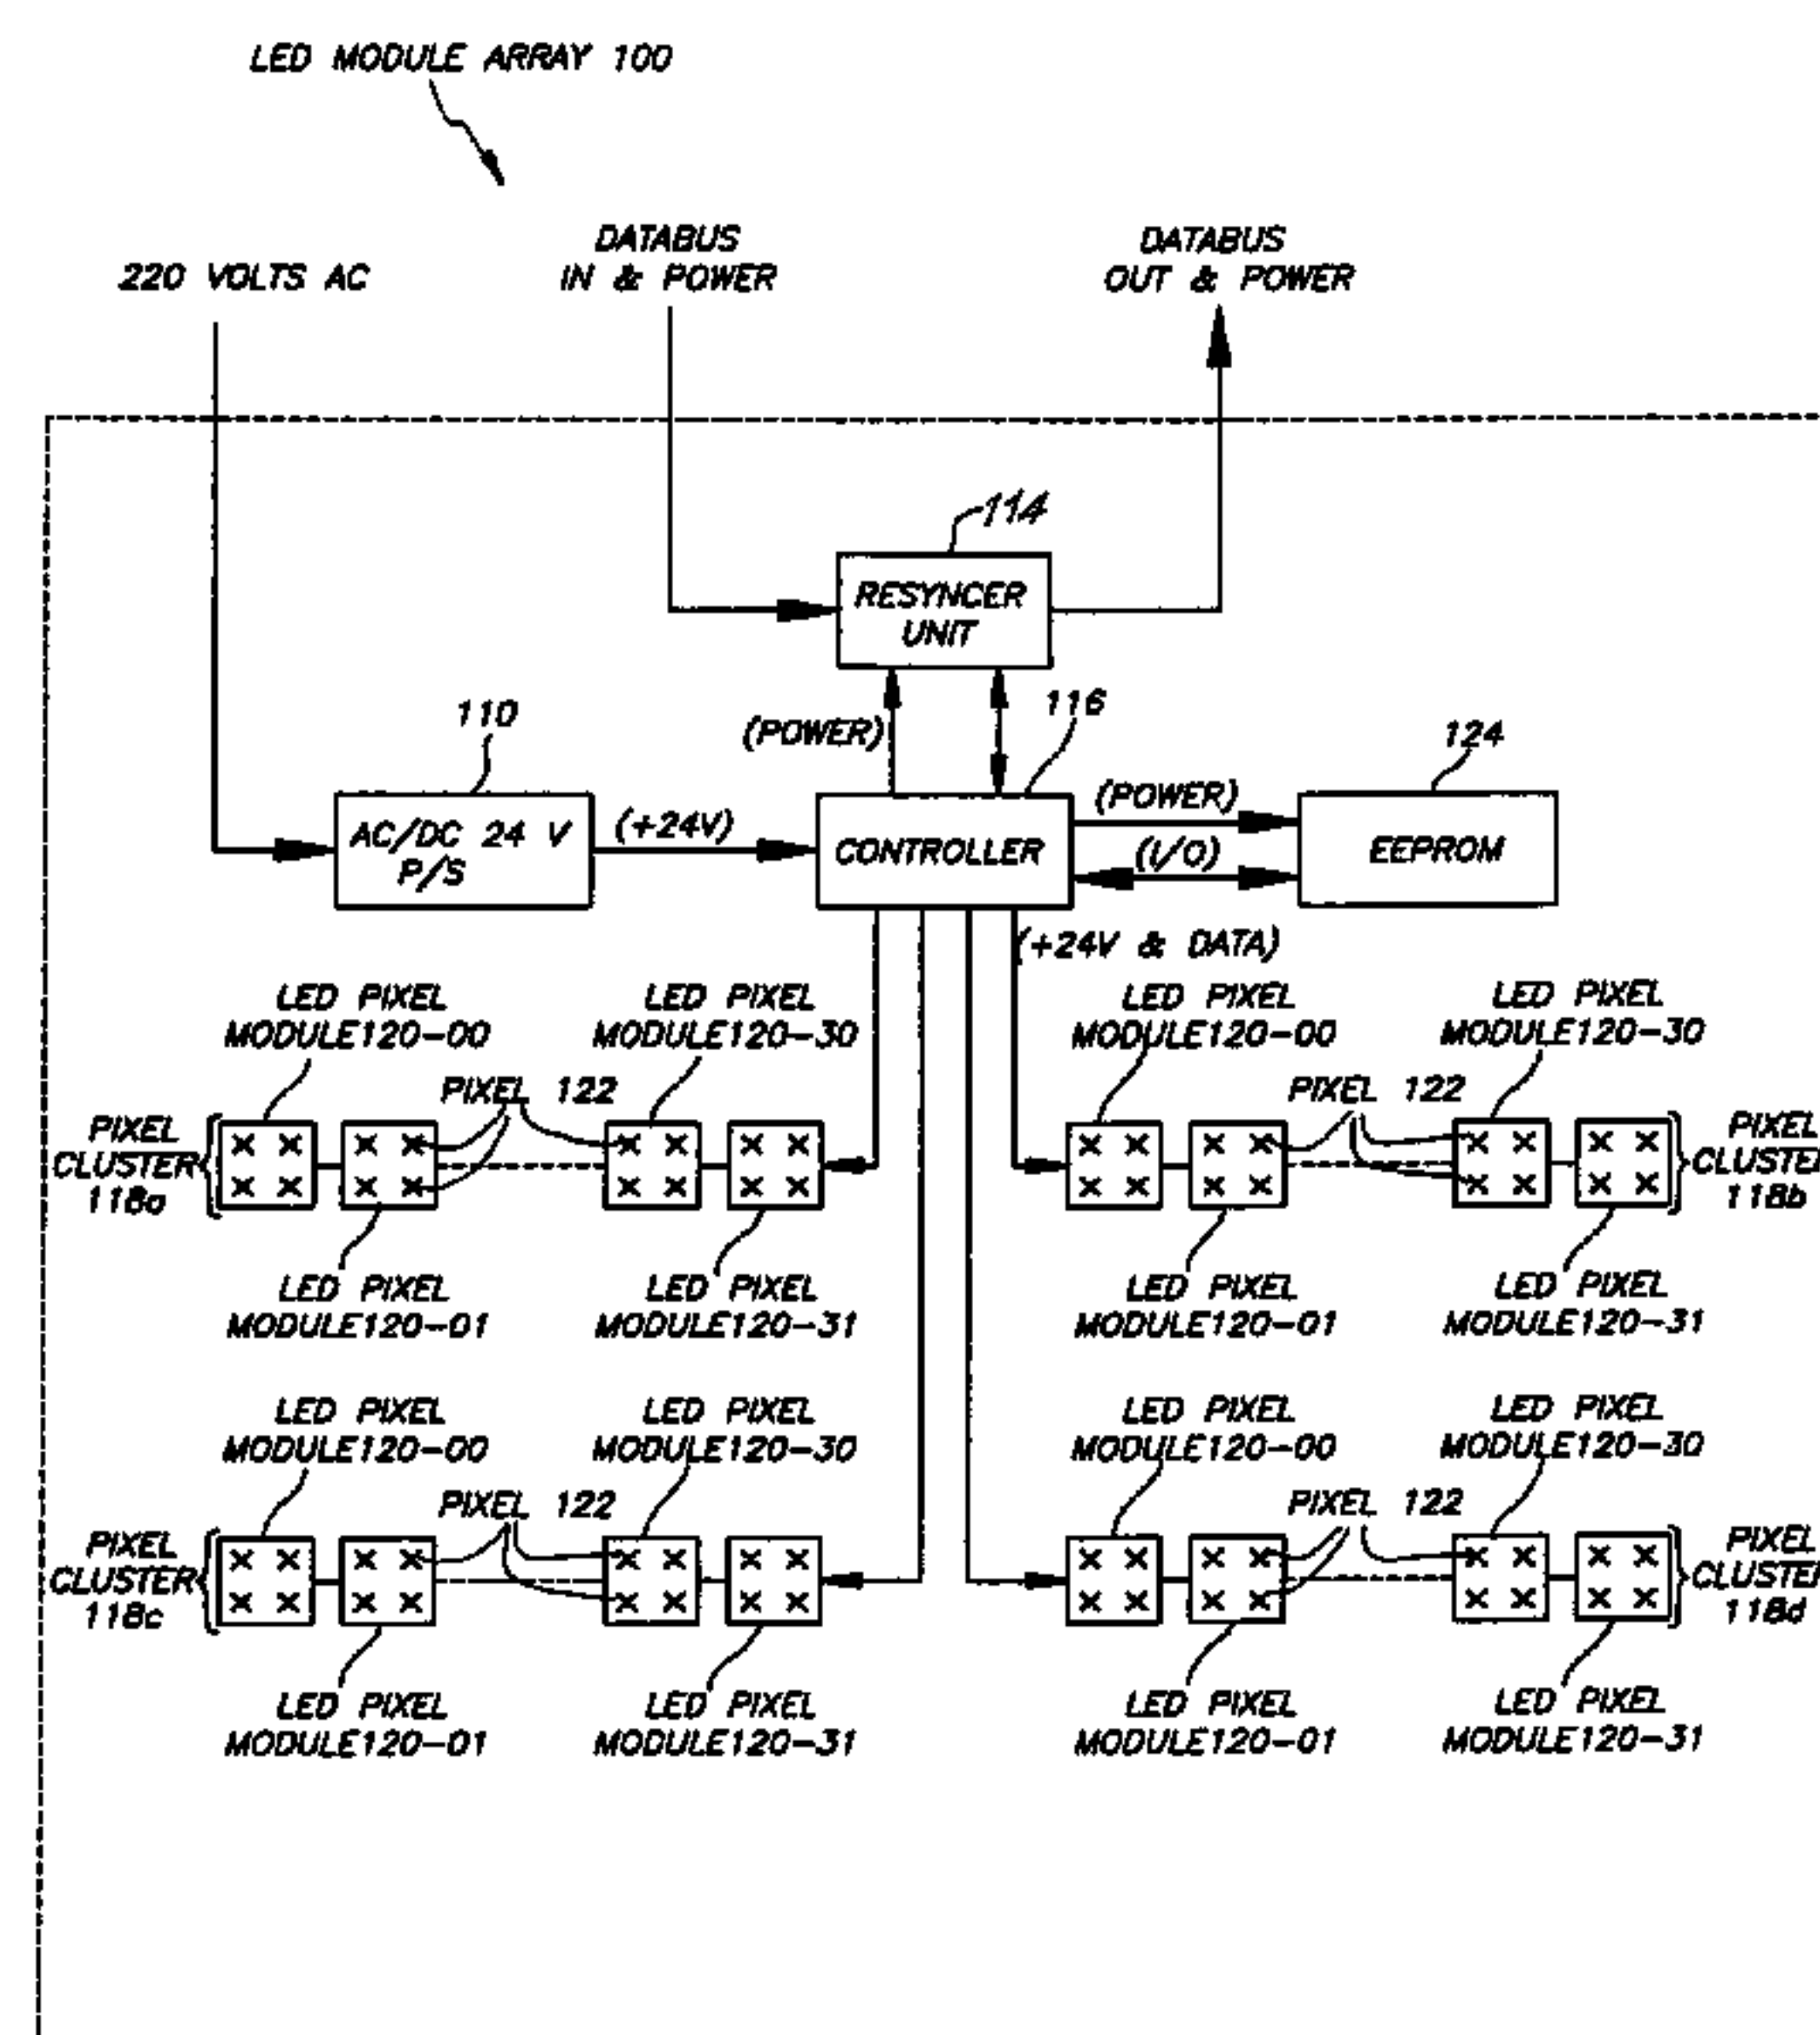 LED MODULE ARRAY 100
220 VOLTS AC
DATABUS
IN & POWER
DATABUS
OUT & POWER
114
RESYNCER
UNIT
110
(POWER)
116
124
AC/DC 24 V
P/S
(+24V)
CONTROLLER
(POWER)
(I/O)
EEPROM
(+24V & DATA)
LED PIXEL
MODULE120-00
LED PIXEL
MODULE120-30
LED PIXEL
MODULE120-00
LED PIXEL
MODULE120-30
PIXEL 122
PIXEL 122
PIXEL
CLUSTER
118a
PIXEL
CLUSTE
118b
LED PIXEL
MODULE120-01
LED PIXEL
MODULE120-31
LED PIXEL
MODULE120-01
LED PIXEL
MODULE120-31
LED PIXEL
MODULE120-00
LED PIXEL
MODULE120-30
LED PIXEL
MODULE120-00
LED PIXEL
MODULE120-30
PIXEL 122
PIXEL 122
PIXEL
CLUSTER
118c
PIXEL
CLUSTE
118d
LED PIXEL
MODULE120-01
LED PIXEL
MODULE120-31
LED PIXEL
MODULE120-01
LED PIXEL
MODULE120-31